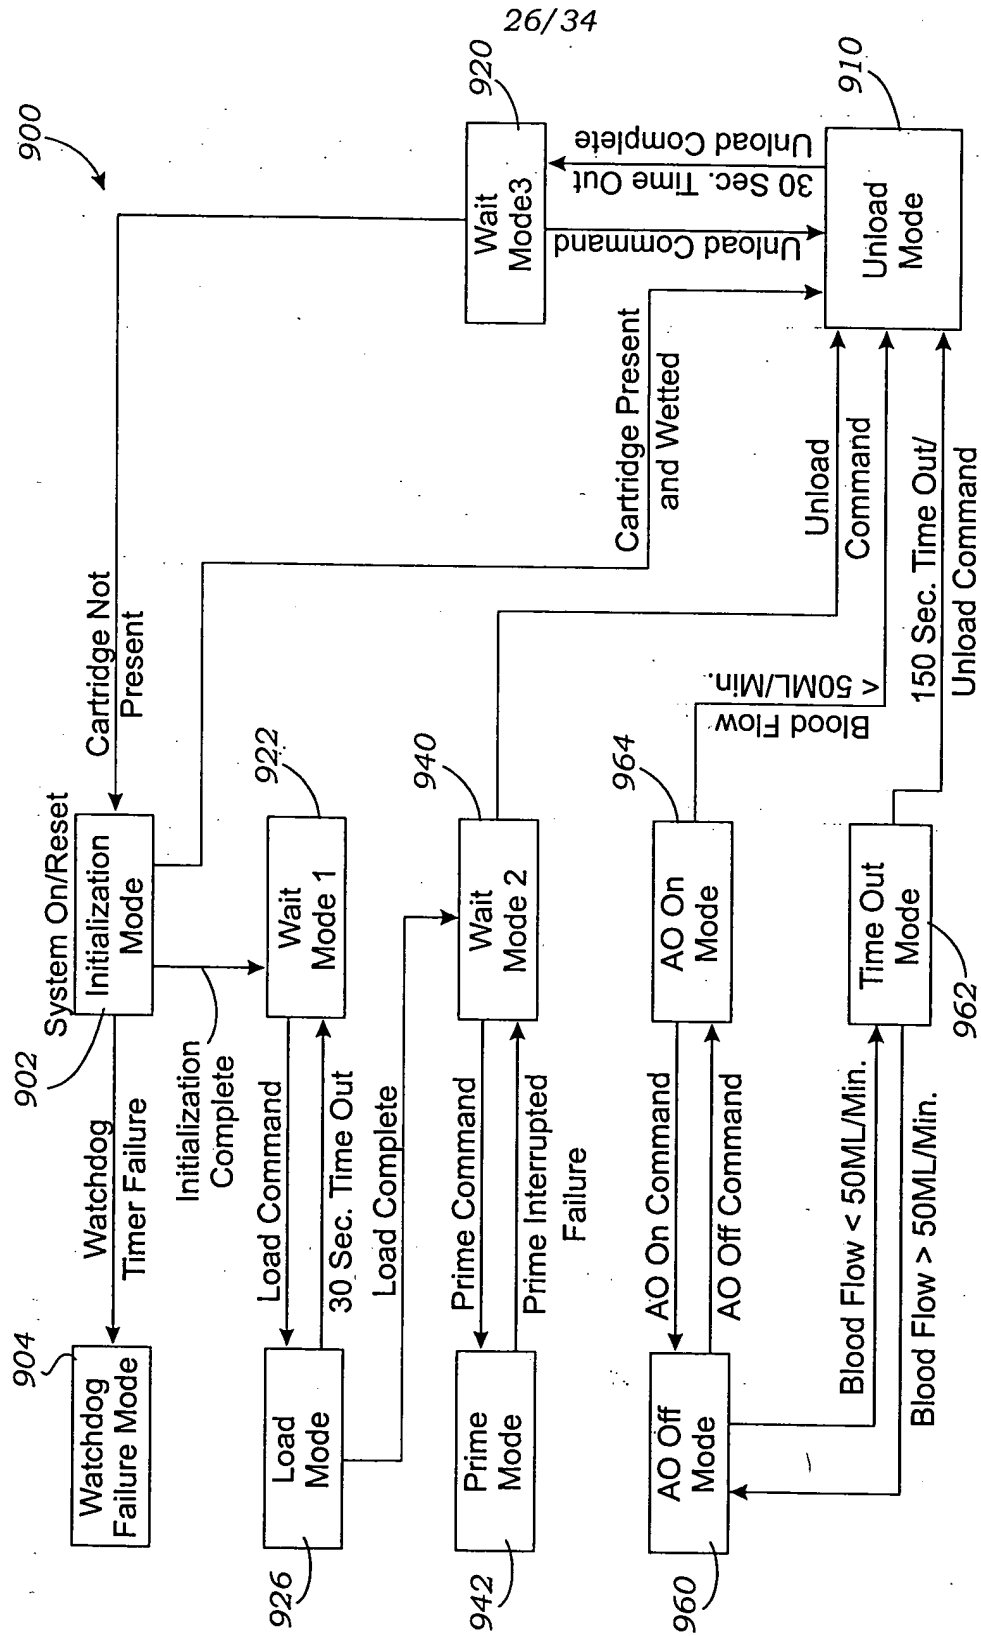 26/34
900
System On/Reset
Initialization
Mode
902
Cartridge Not
Present
Watchdog
Timer Failure
904
Watchdog
Failure Mode
Initialization
Complete
Wait
Mode 1
922
Load Command
30 Sec. Time Out
Load
Mode
926
Load Complete
Wait
Mode 2
940
Prime Command
Prime Interrupted
Failure
Prime
Mode
942
AO On
Mode
964
AO On Command
AO Off Command
AO Off
Mode
960
Blood Flow < 50ML/Min.
Blood Flow > 50ML/Min.
Time Out
Mode
962
Blood Flow
< 50ML/Min.
150 Sec. Time Out/
Unload Command
Unload
Command
Cartridge Present
and Wetted
Wait
Mode3
920
Unload Command
30 Sec. Time Out
Unload Complete
Unload
Mode
910